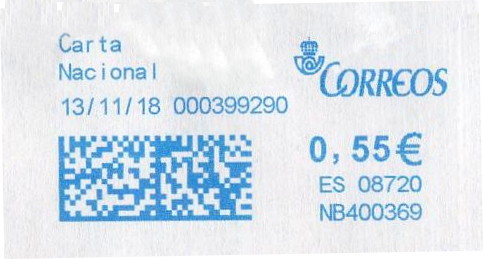 Carta
Nacional
13/11/18 000399290
CORREOS
0,55€
ES 08720
NB400369